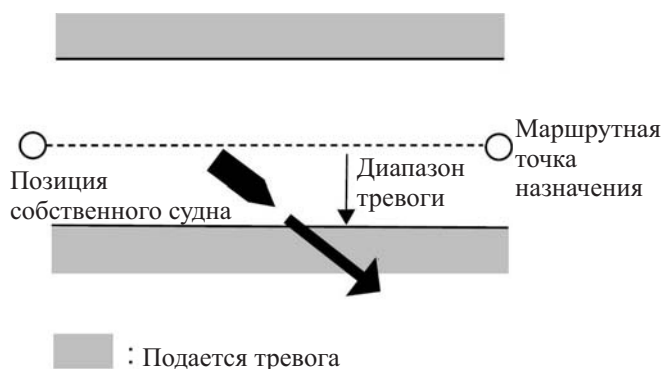 Маршрутная
точка
назначения
Диапазон
тревоги
Позиция
собственного судна
: Подается тревога